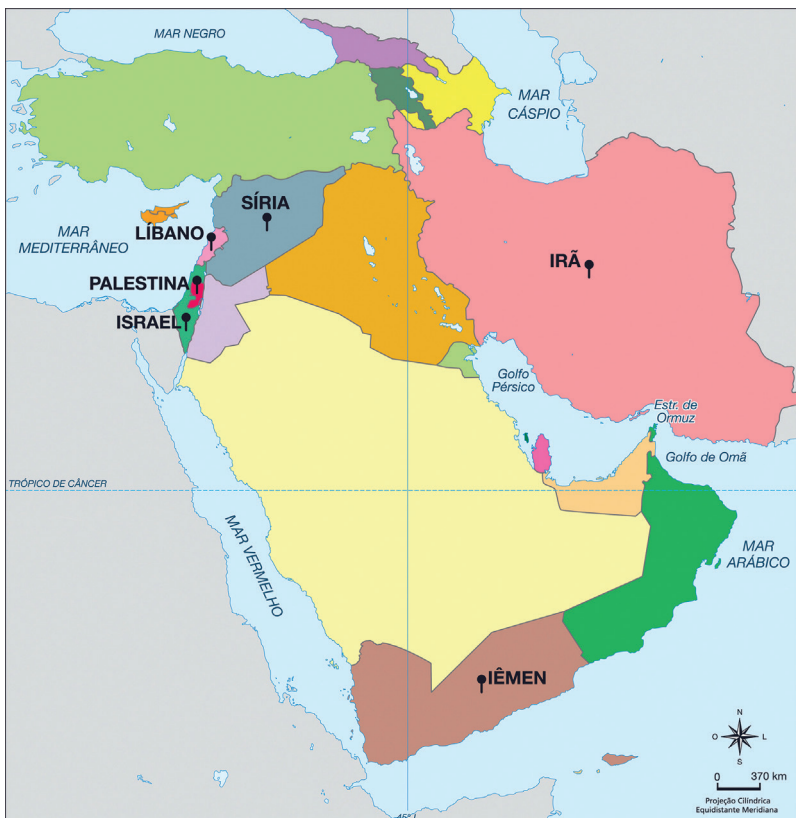 MAR NEGRO
MAR
CÁSPIO
SÍRIA
LÍBANO
MAR
MEDITERRÂNEO
IRÃ
PALESTINA
ISRAEL
Golfo
Pérsico
Estr. de
Ormuz
Golfo de Omã
TRÓPICO DE CÂNCER
MAR VERMELHO
MAR
ARÁBICO
IÊMEN
N
O
L
S
0 370 km
Projeção Cilíndrica
Equidistante Meridiana
45° L